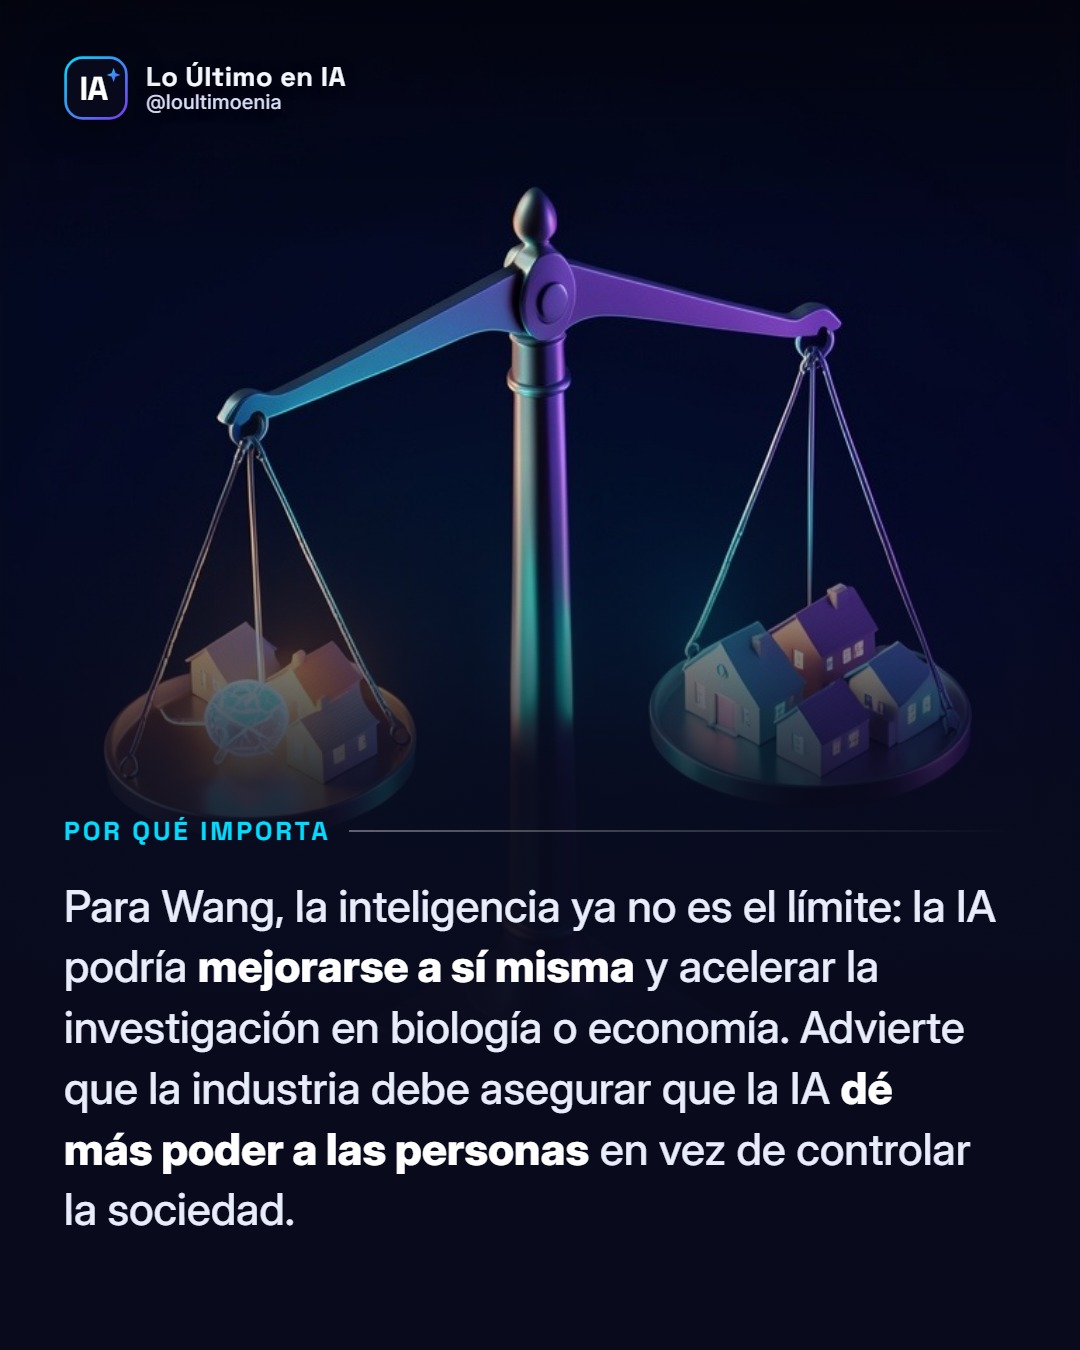 IA
Lo Último en IA
@loultimoenia
POR QUÉ IMPORTA
Para Wang, la inteligencia ya no es el límite: la IA
podría mejorarse a sí misma y acelerar la
investigación en biología o economía. Advierte
que la industria debe asegurar que la IA dé
más poder a las personas en vez de controlar
la sociedad.